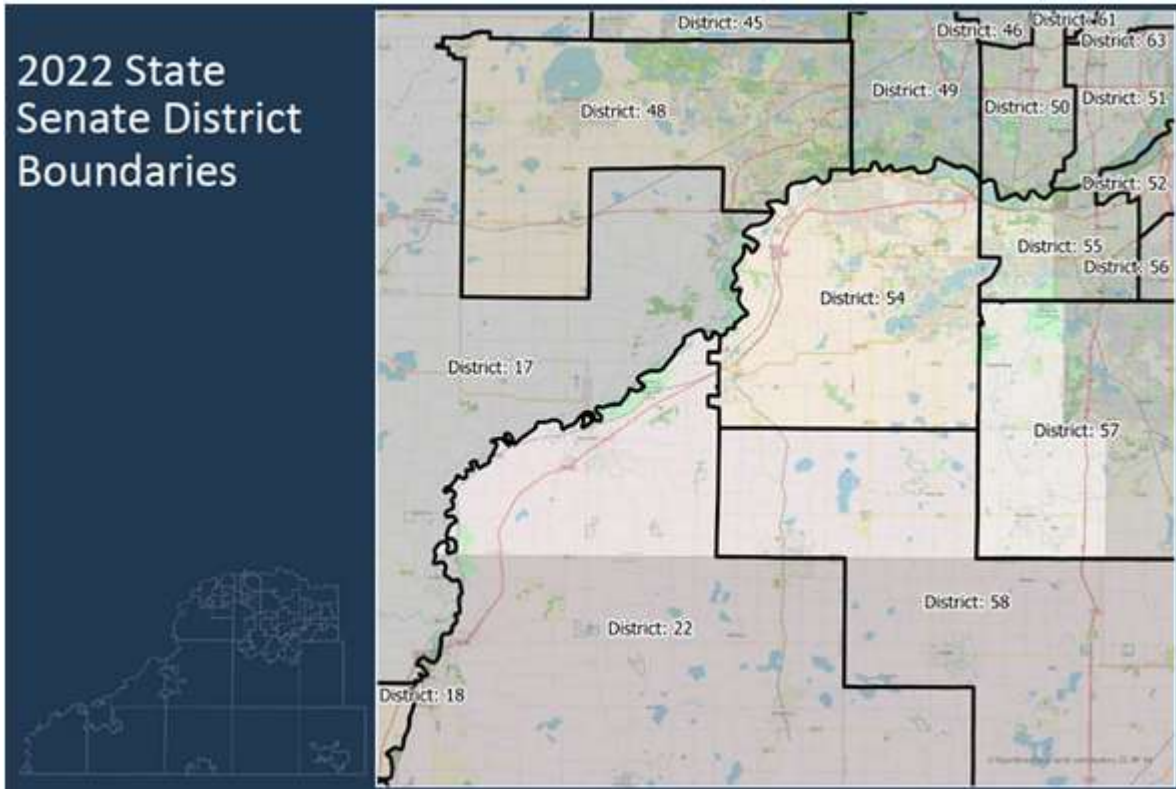 2022 State
Senate District
Boundaries
District: 45
District: 46
District: 61
District: 63
District: 48
District: 49
District: 50
District: 51
District: 52
District: 55
District: 56
District: 54
District: 17
District: 57
District: 58
District: 22
District: 18